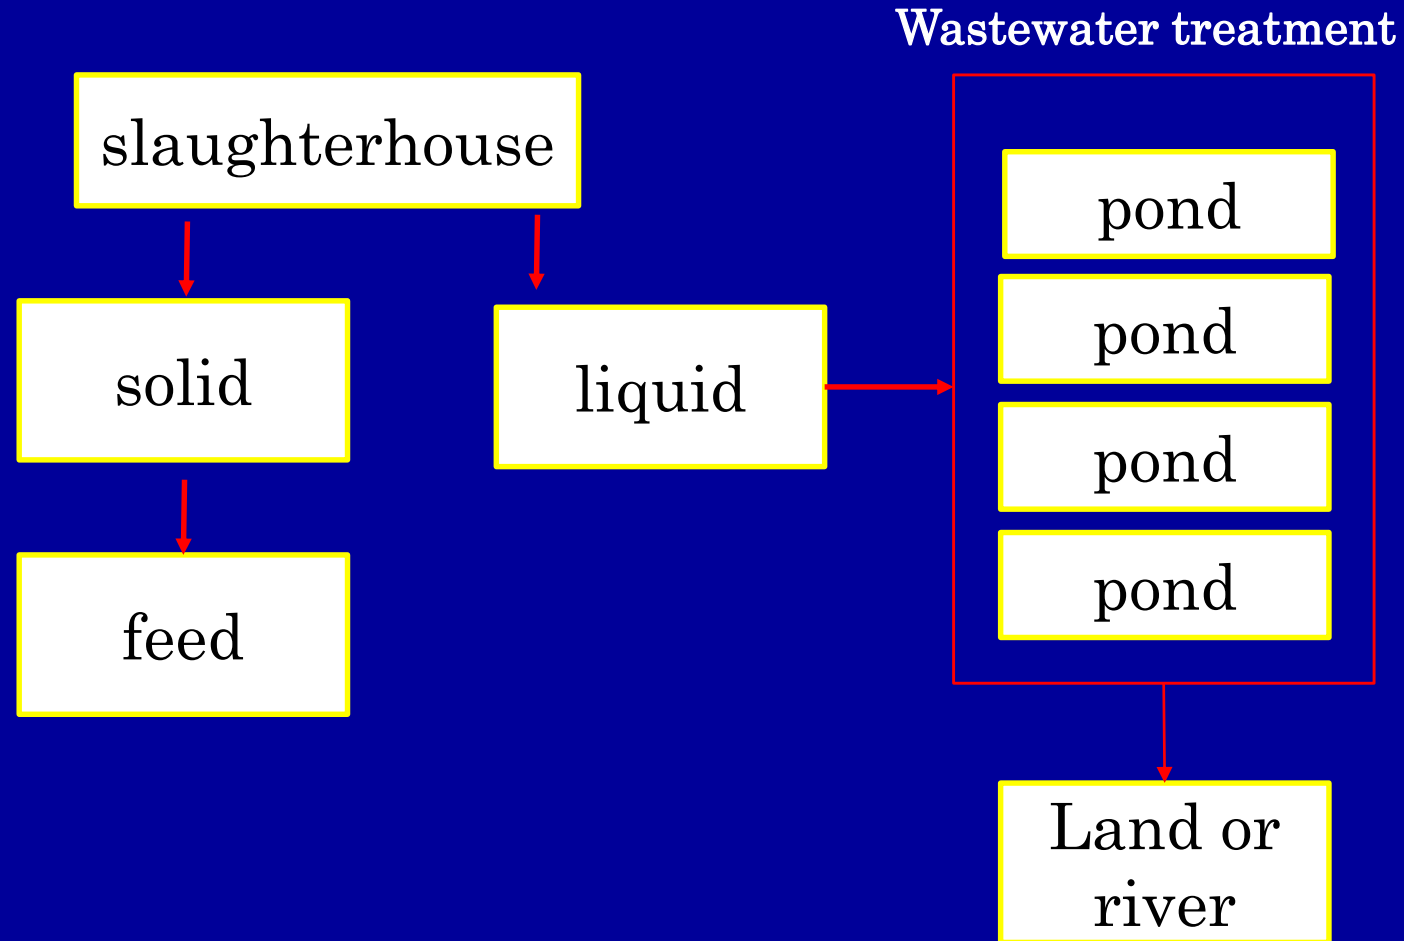 Wastewater treatment
slaughterhouse
solid
liquid
feed
pond
pond
pond
pond
Land or
river